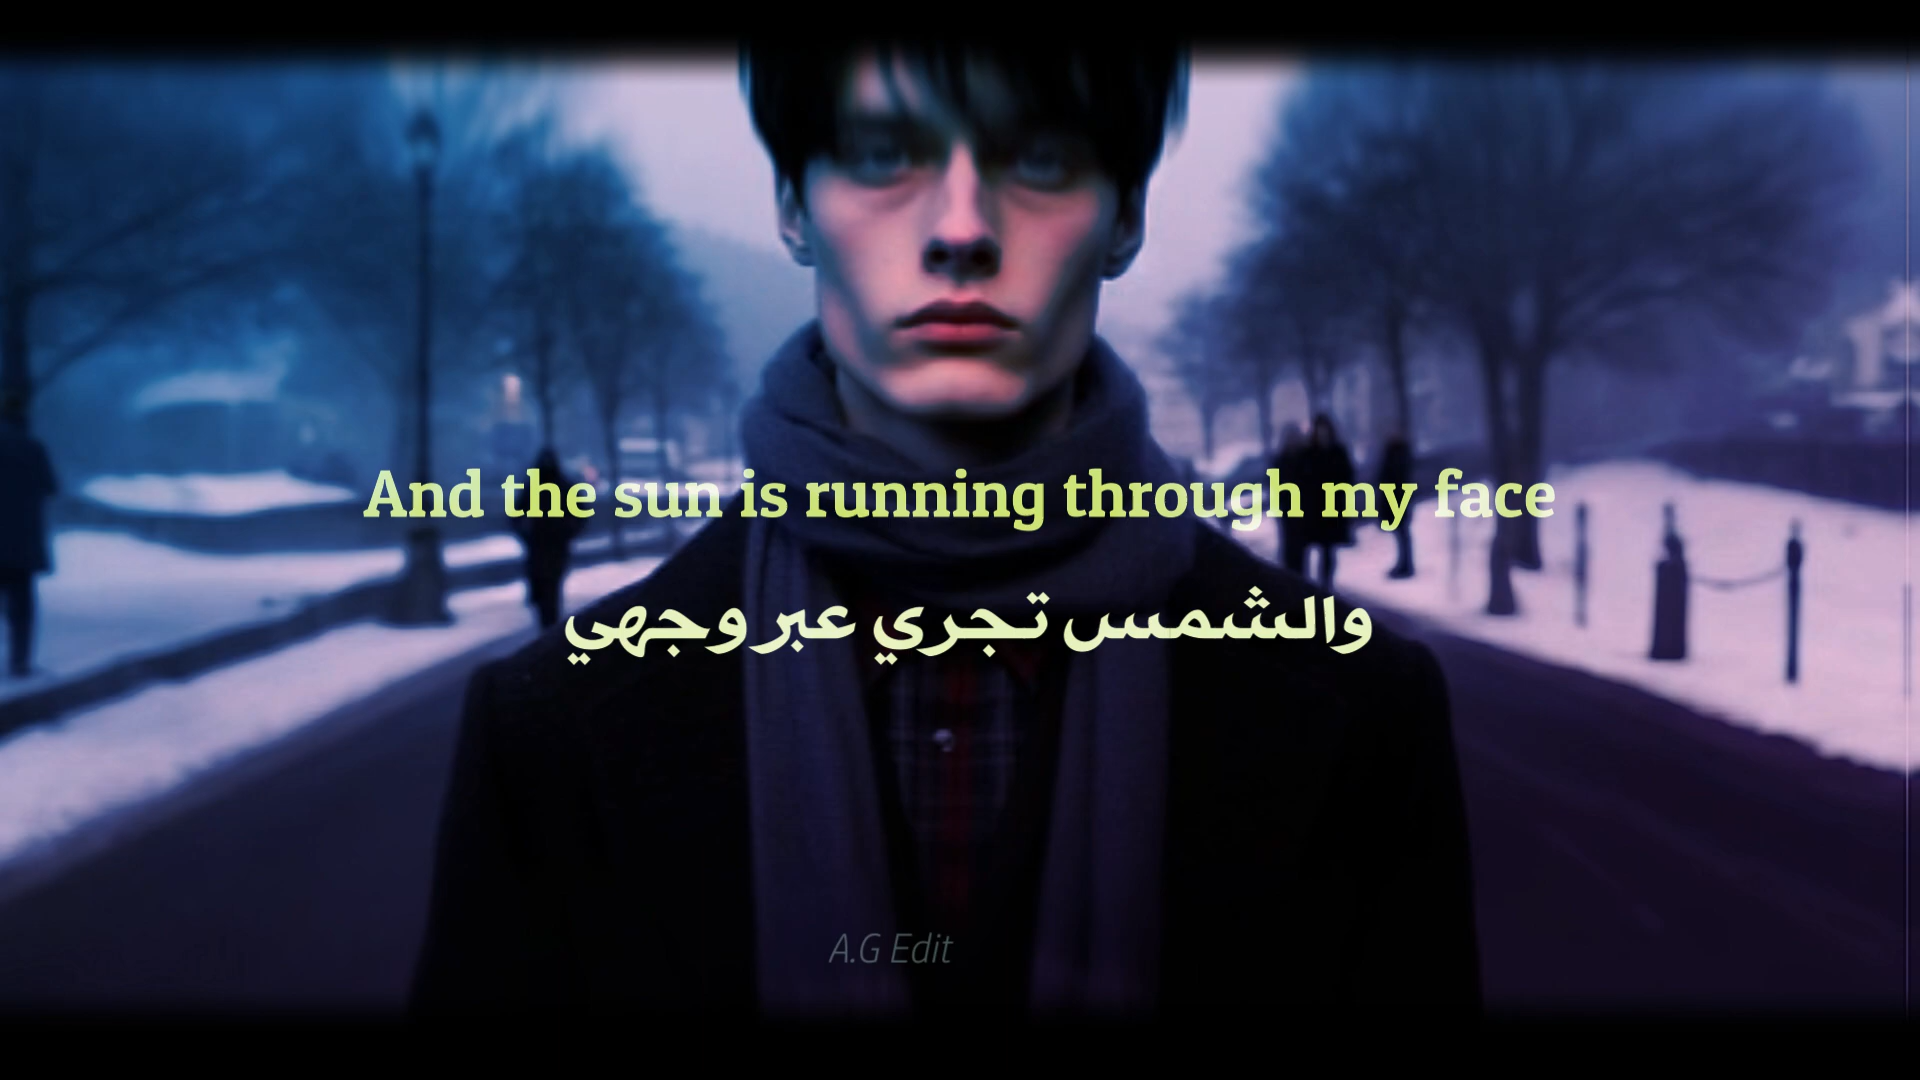 And the sun is running through my face
والشمس تجري عبر وجهي
A.G Edit